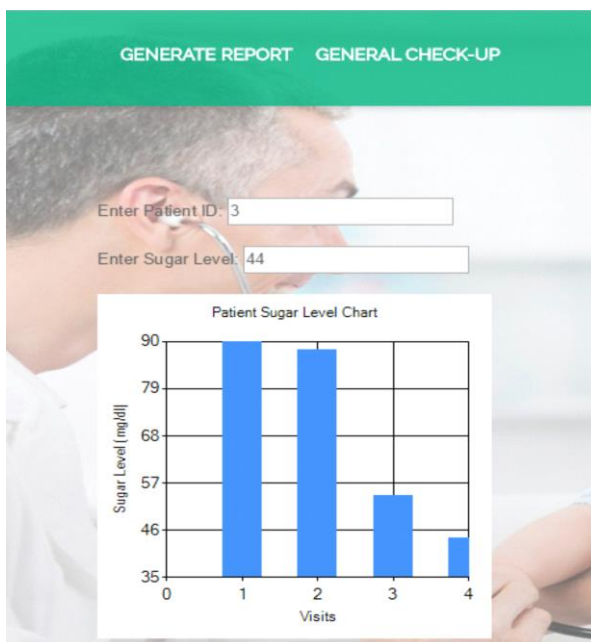 GENERATE REPORT GENERAL CHECK-UP
Enter Patient ID: 3
Enter Sugar Level: 44
Patient Sugar Level Chart
90
79
68
57
46
35
Sugar Level (mg/dl)
0 1 2 3 4
Visits